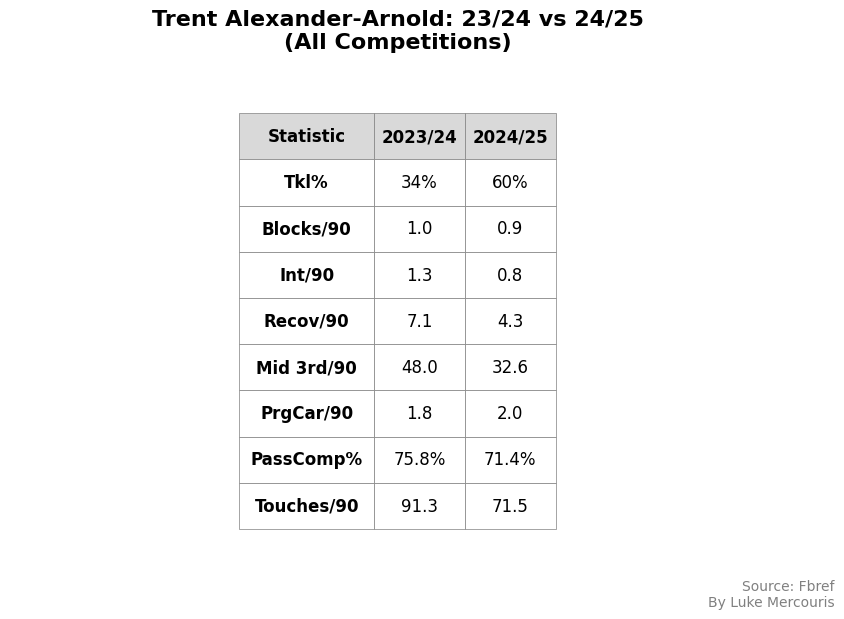 Trent Alexander-Arnold: 23/24 vs 24/25
(All Competitions)
Statistic 2023/24 2024/25
Tkl% 34% 60%
Blocks/90 1.0 0.9
Int/90 1.3 0.8
Recov/90 7.1 4.3
Mid 3rd/90 48.0 32.6
PrgCar/90 1.8 2.0
PassComp% 75.8% 71.4%
Touches/90 91.3 71.5
Source: Fbref
By Luke Mercouris